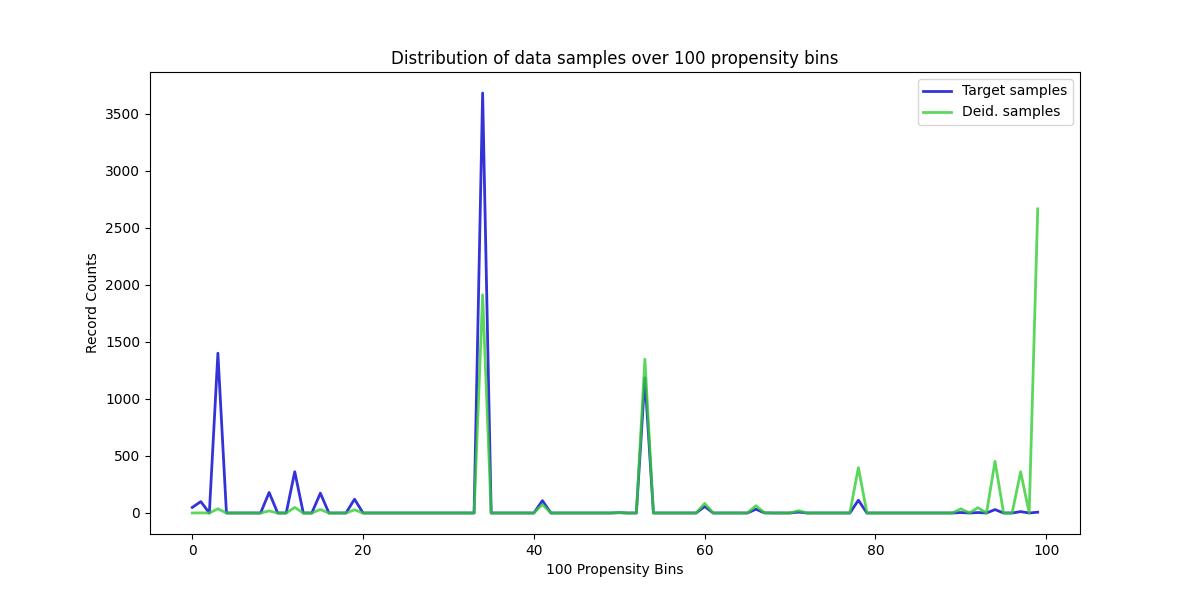 Distribution of data samples over 100 propensity bins
Target samples
Deid. samples
3500
3000
2500
2000
1500
1000
500
0
Record Counts
0 20 40 60 80 100
100 Propensity Bins